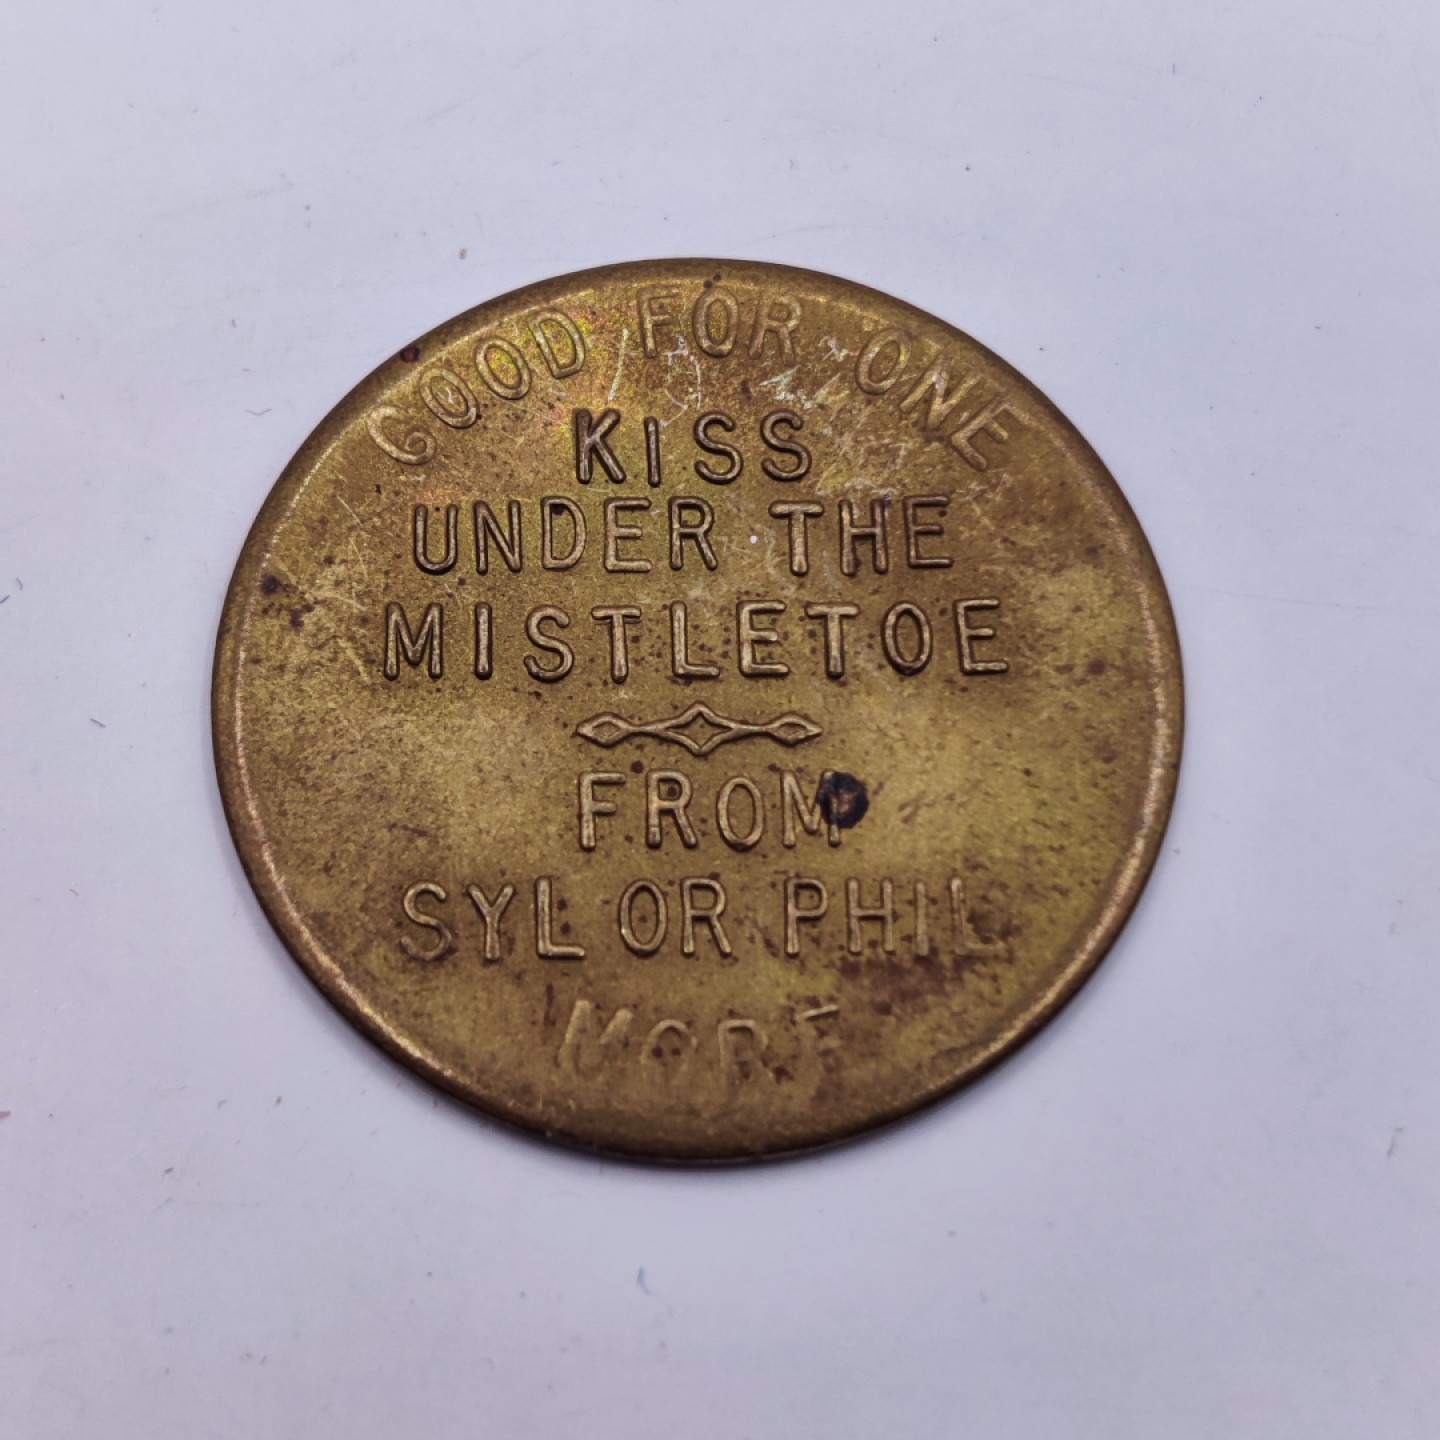 GOOD FOR ONE
KISS
UNDER THE
MISTLETOE
FROM
SYL OR PHIL
MORE